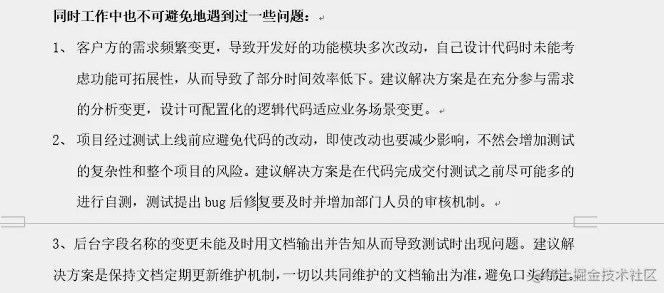 同时工作中也不可避免地遇到过一些问题：
1、 客户方的需求频繁变更，导致开发好的功能模块多次改动，自己设计代码时未能考
虑功能可拓展性，从而导致了部分时间效率低下。建议解决方案是在充分参与需求
的分析变更，设计可配置化的逻辑代码适应业务场景变更。
2、 项目经过测试上线前应避免代码的改动，即使改动也要减少影响，不然会增加测试
的复杂性和整个项目的风险。建议解决方案是在代码完成交付测试之前尽可能多的
进行自测，测试提出 bug 后修复要及时并增加部门人员的审核机制。
3、后台字段名称的变更未能及时用文档输出并告知从而导致测试时出现问题。建议解
决方案是保持文档定期更新维护机制，一切以共同维护的文档输出为准，避免口头约定。
掘金技术社区